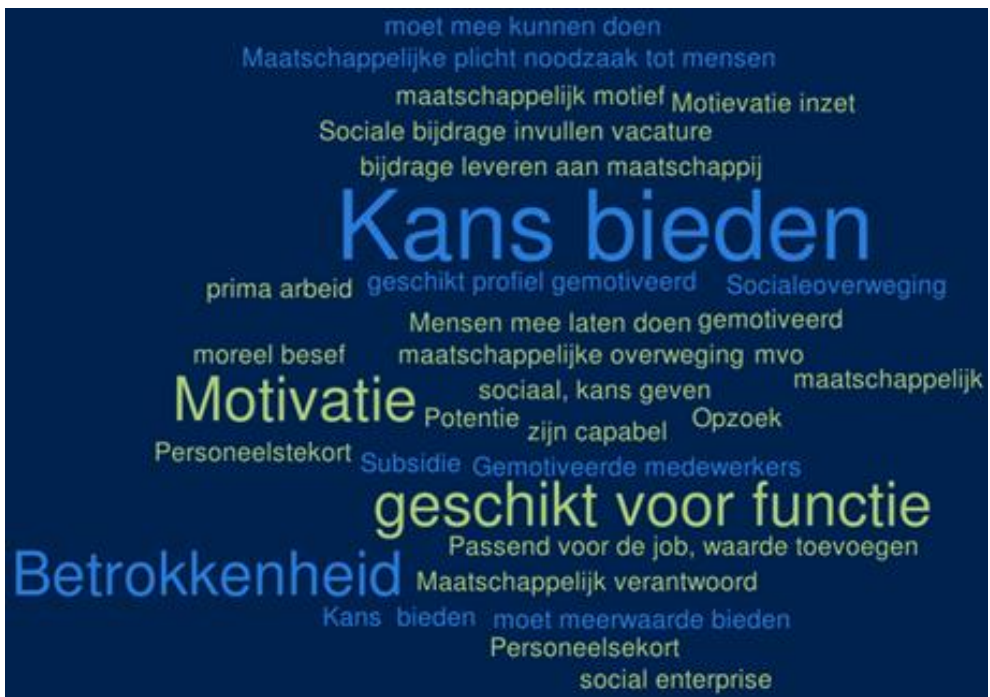 moet mee kunnen doen
Maatschappelijke plicht noodzaak tot mensen
maatschappelijk motief Motievatie inzet
Sociale bijdrage invullen vacature
bijdrage leveren aan maatschappij
Kans bieden
prima arbeid geschikt profiel gemotiveerd Socialeoverweging
Mensen mee laten doen gemotiveerd
moreel besef maatschappelijke overweging mvo
maatschappelijk
Motivatie sociaal, kans geven
Potentie zijn capabel Opzoek
Personeelstekort Subsidie Gemotiveerde medewerkers
geschikt voor functie
Passend voor de job, waarde toevoegen
Betrokkenheid Maatschappelijk verantwoord
Kans bieden moet meerwaarde bieden
Personeelsekort
social enterprise